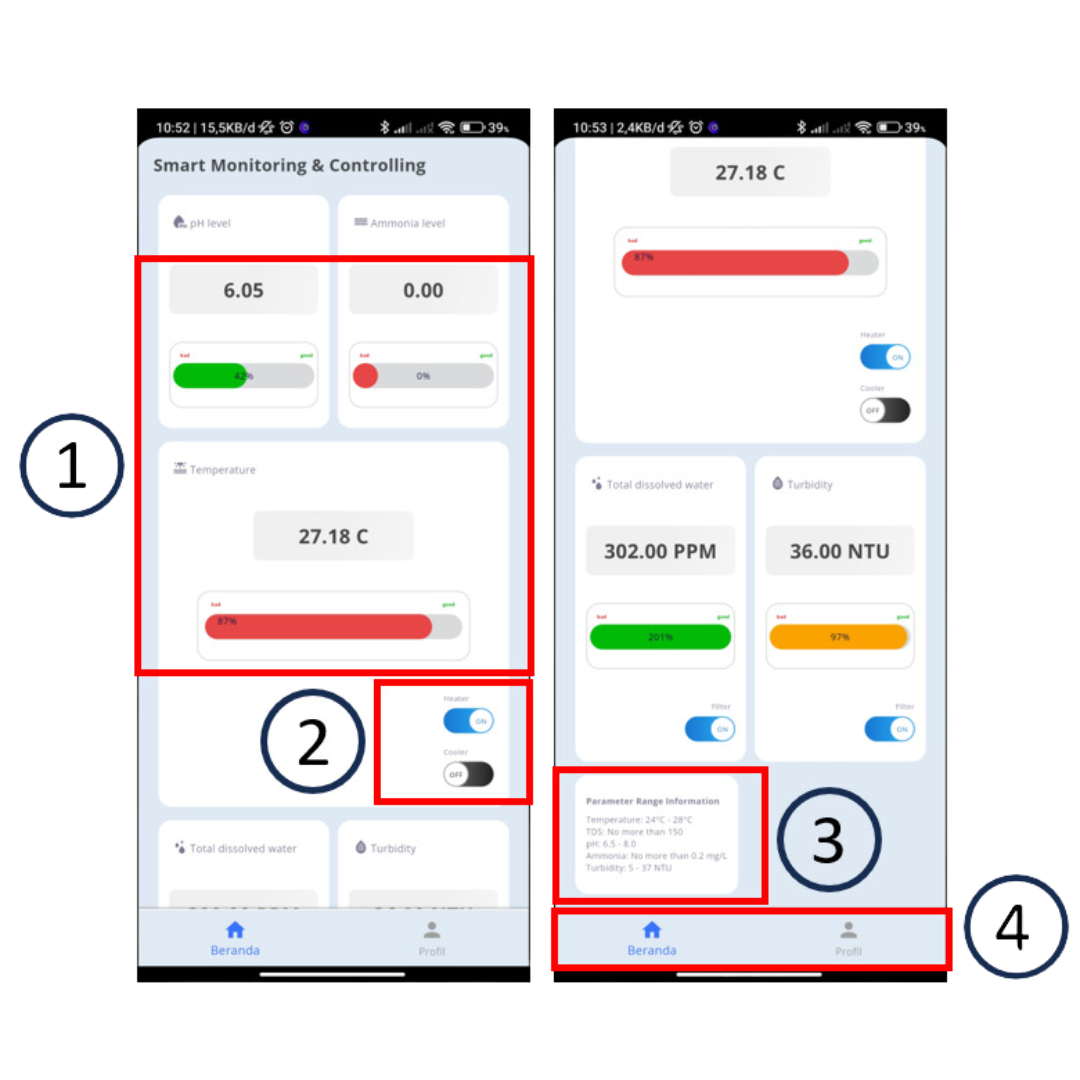 10:52 | 15,5KB/d
39%
Smart Monitoring & Controlling
pH level
Ammonia level
6.05
0.00
bad
good
bad
good
42%
0%
1
Temperature
27.18 C
bad
good
87%
2
Heater
ON
Cooler
OFF
Total dissolved water
Turbidity
Beranda
Profil
10:53 | 2,4KB/d
39%
27.18 C
bad
good
87%
Heater
ON
Cooler
OFF
Total dissolved water
Turbidity
302.00 PPM
36.00 NTU
bad
good
bad
good
201%
97%
Filter
Filter
ON
ON
Parameter Range Information
Temperature: 24°C - 28°C
TDS: No more than 150
pH: 6.5 - 8.0
Ammonia: No more than 0.2 mg/L
Turbidity: 5 - 37 NTU
3
Beranda
Profil
4